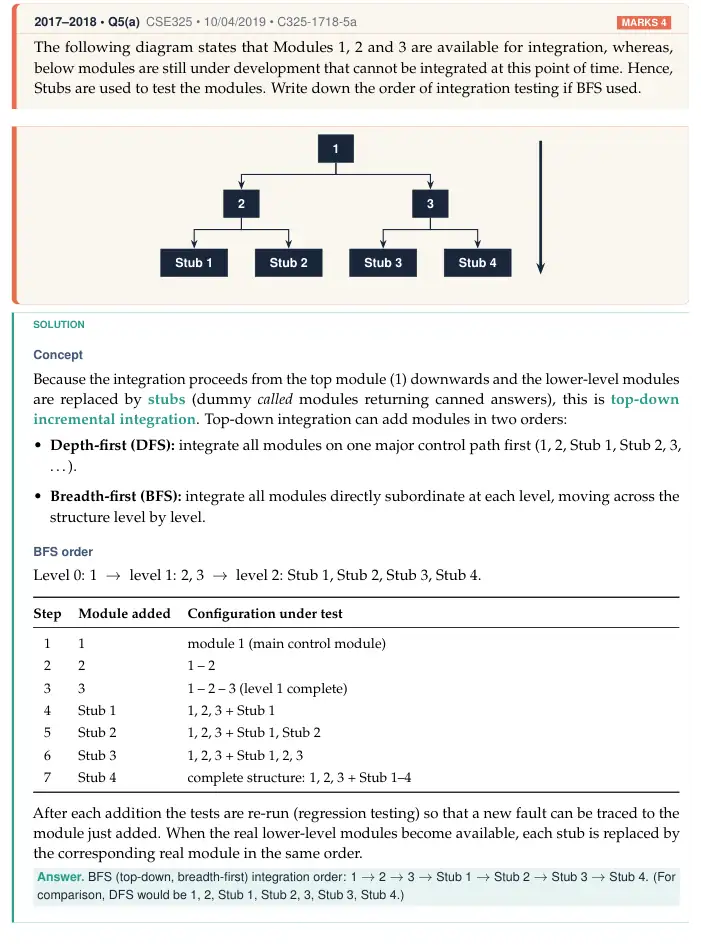 2017–2018 • Q5(a) CSE325 • 10/04/2019 • C325-1718-5a
MARKS 4
The following diagram states that Modules 1, 2 and 3 are available for integration, whereas,
below modules are still under development that cannot be integrated at this point of time. Hence,
Stubs are used to test the modules. Write down the order of integration testing if BFS used.
1
2
3
Stub 1
Stub 2
Stub 3
Stub 4
SOLUTION
Concept
Because the integration proceeds from the top module (1) downwards and the lower-level modules
are replaced by stubs (dummy called modules returning canned answers), this is top-down
incremental integration. Top-down integration can add modules in two orders:
• Depth-first (DFS): integrate all modules on one major control path first (1, 2, Stub 1, Stub 2, 3,
...).
• Breadth-first (BFS): integrate all modules directly subordinate at each level, moving across the
structure level by level.
BFS order
Level 0: 1 → level 1: 2, 3 → level 2: Stub 1, Stub 2, Stub 3, Stub 4.
Step Module added Configuration under test
1 1 module 1 (main control module)
2 2 1 – 2
3 3 1 – 2 – 3 (level 1 complete)
4 Stub 1 1, 2, 3 + Stub 1
5 Stub 2 1, 2, 3 + Stub 1, Stub 2
6 Stub 3 1, 2, 3 + Stub 1, 2, 3
7 Stub 4 complete structure: 1, 2, 3 + Stub 1–4
After each addition the tests are re-run (regression testing) so that a new fault can be traced to the
module just added. When the real lower-level modules become available, each stub is replaced by
the corresponding real module in the same order.
Answer. BFS (top-down, breadth-first) integration order: 1 → 2 → 3 → Stub 1 → Stub 2 → Stub 3 → Stub 4. (For
comparison, DFS would be 1, 2, Stub 1, Stub 2, 3, Stub 3, Stub 4.)